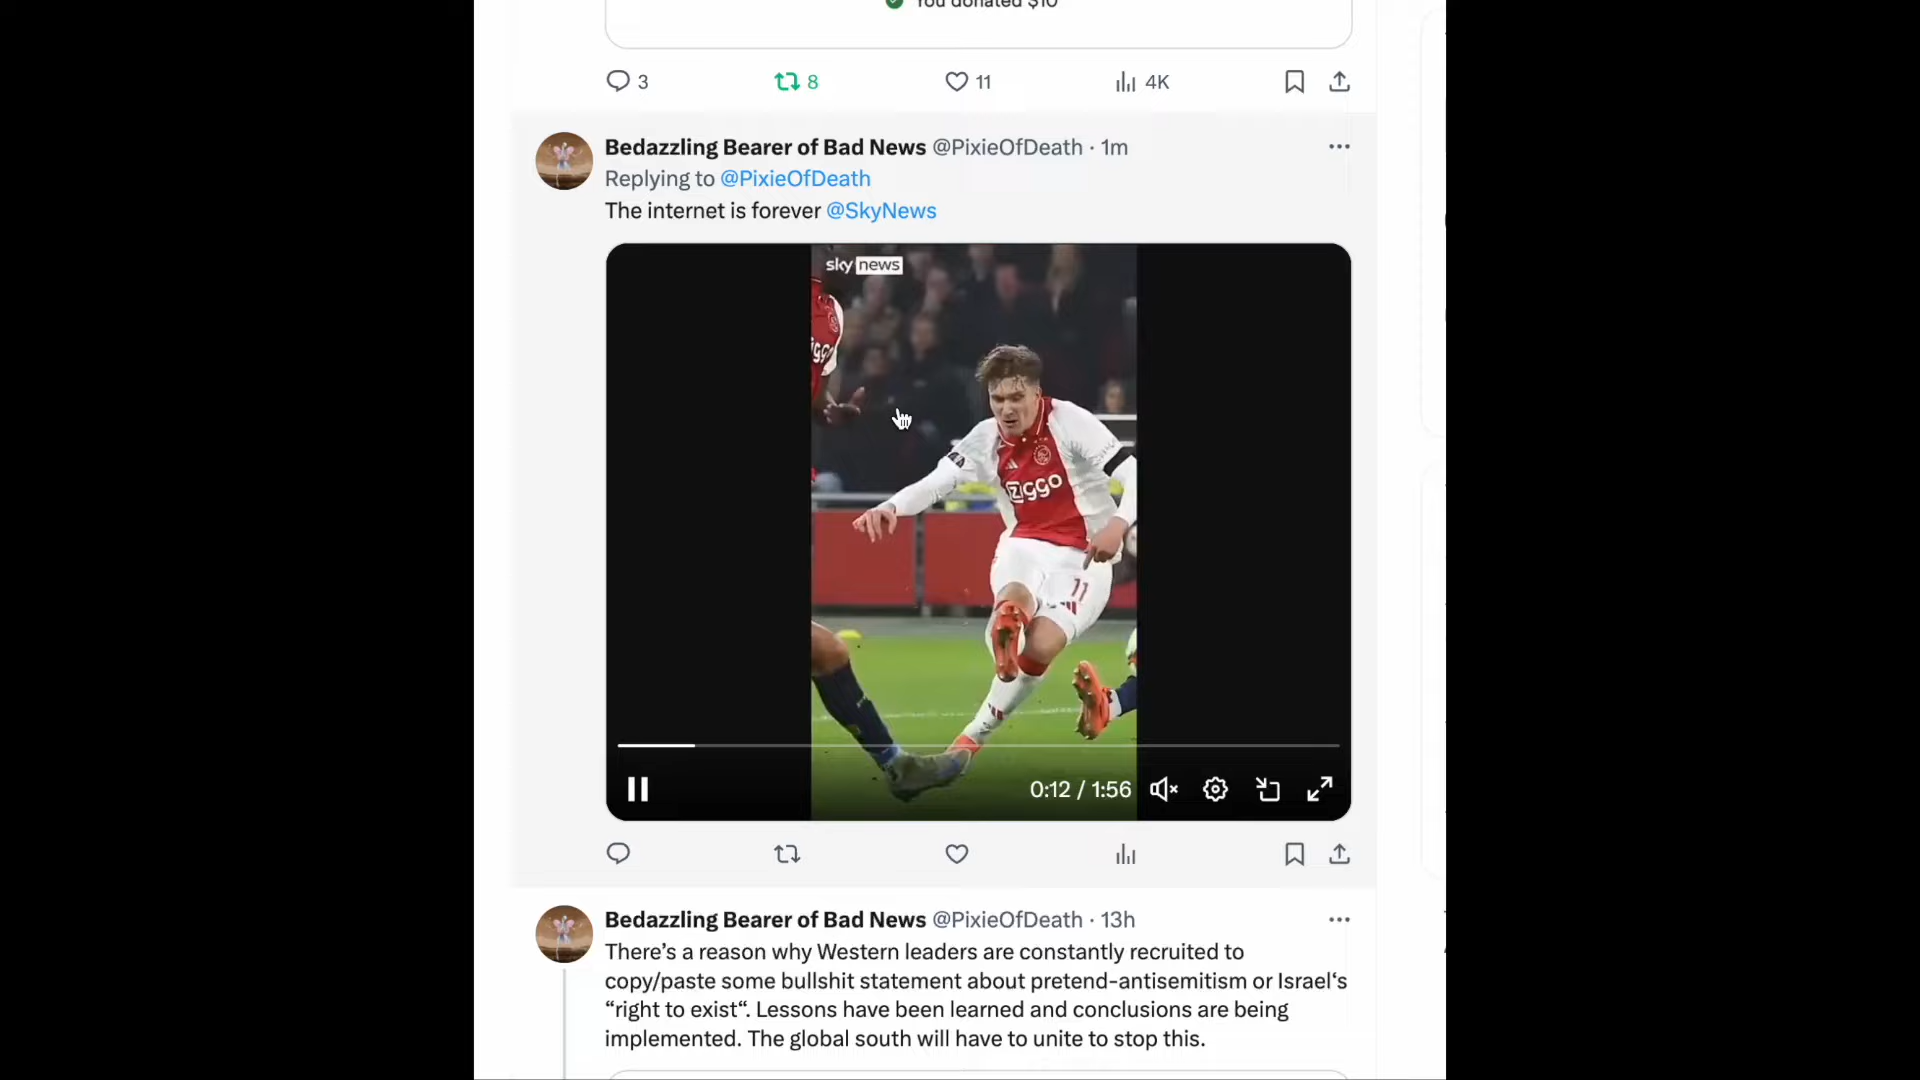 You donated $10
3
8
11
4K
Bedazzling Bearer of Bad News @PixieOfDeath · 1m
Replying to @PixieOfDeath
The internet is forever @SkyNews
sky news
ziggo
11
0:12 / 1:56
Bedazzling Bearer of Bad News @PixieOfDeath · 13h
There's a reason why Western leaders are constantly recruited to
copy/paste some bullshit statement about pretend-antisemitism or Israel's
“right to exist“. Lessons have been learned and conclusions are being
implemented. The global south will have to unite to stop this.